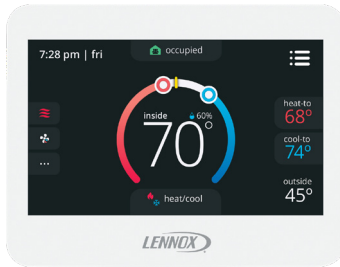 7:28 pm | fri
occupied
inside
60%
70°
heat-to
68°
cool-to
74°
outside
45°
heat/cool
LENNOX